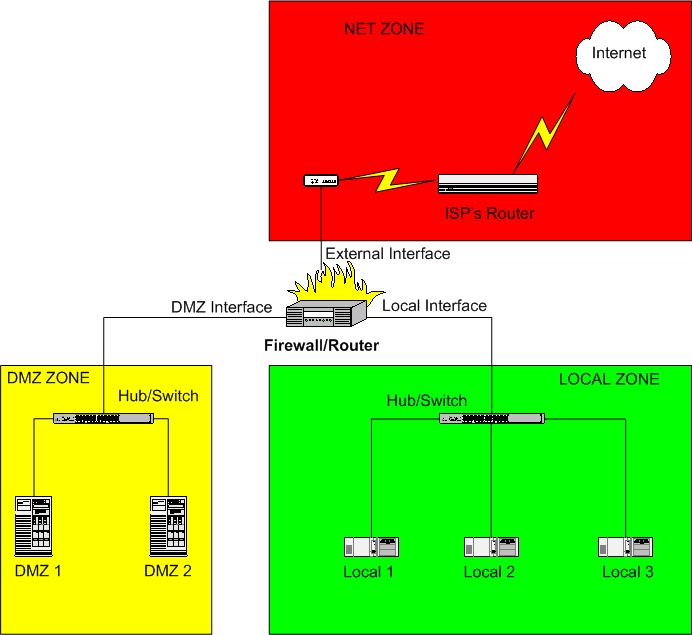 NET ZONE
Internet
ISP's Router
External Interface
DMZ Interface
Local Interface
Firewall/Router
DMZ ZONE
Hub/Switch
DMZ 1
DMZ 2
LOCAL ZONE
Hub/Switch
Local 1
Local 2
Local 3